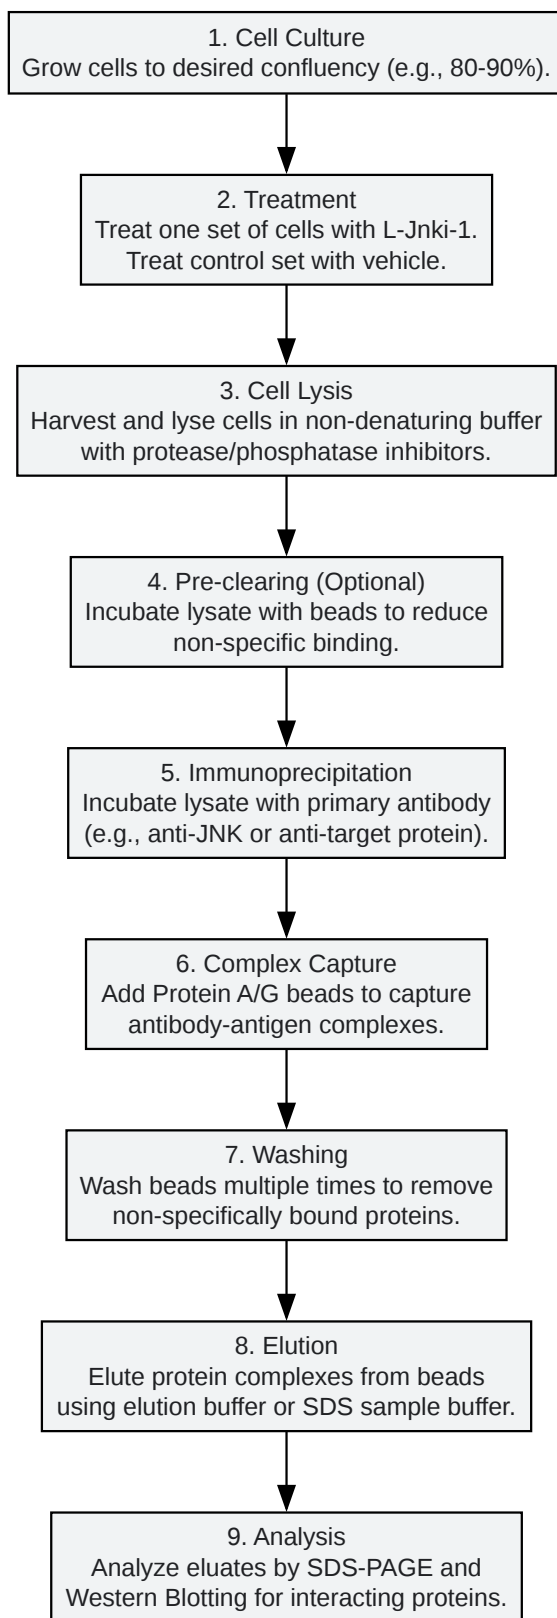 1. Cell Culture
Grow cells to desired confluency (e.g., 80-90%).
2. Treatment
Treat one set of cells with L-Jnki-1.
Treat control set with vehicle.
3. Cell Lysis
Harvest and lyse cells in non-denaturing buffer
with protease/phosphatase inhibitors.
4. Pre-clearing (Optional)
Incubate lysate with beads to reduce
non-specific binding.
5. Immunoprecipitation
Incubate lysate with primary antibody
(e.g., anti-JNK or anti-target protein).
6. Complex Capture
Add Protein A/G beads to capture
antibody-antigen complexes.
7. Washing
Wash beads multiple times to remove
non-specifically bound proteins.
8. Elution
Elute protein complexes from beads
using elution buffer or SDS sample buffer.
9. Analysis
Analyze eluates by SDS-PAGE and
Western Blotting for interacting proteins.